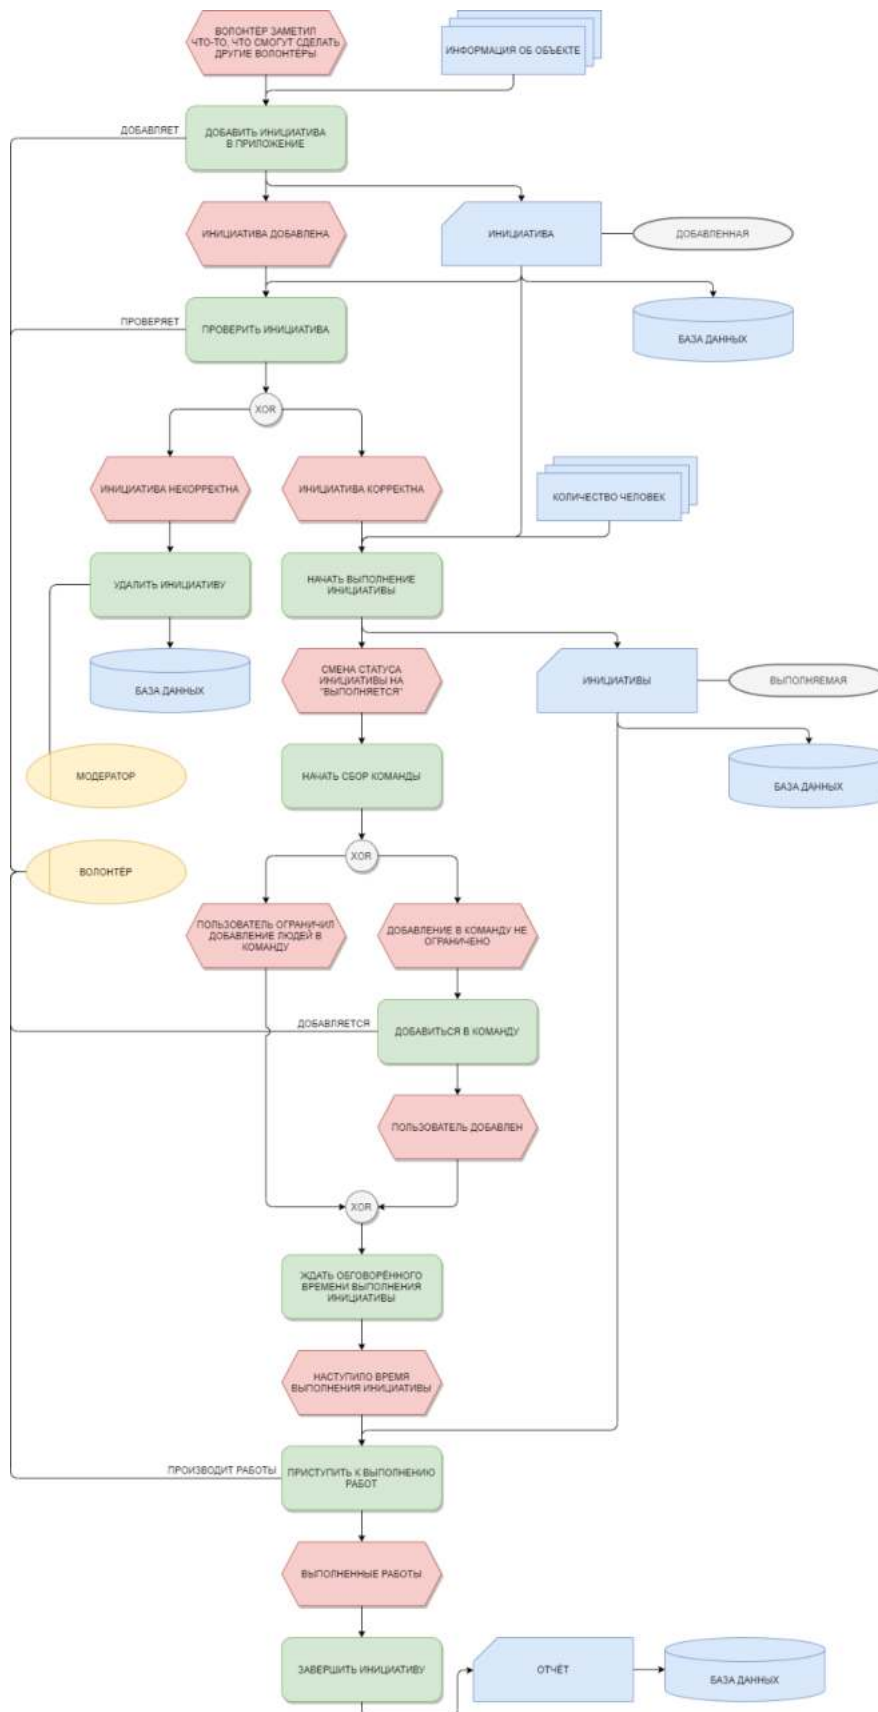 ВОЛОНТЁР ЗАМЕТИЛ
ЧТО-ТО, ЧТО СМОГУТ СДЕЛАТЬ
ДРУГИЕ ВОЛОНТЁРЫ
ИНФОРМАЦИЯ ОБ ОБЪЕКТЕ
ДОБАВЛЯЕТ
ДОБАВИТЬ ИНИЦИАТИВА
В ПРИЛОЖЕНИЕ
ИНИЦИАТИВА ДОБАВЛЕНА
ИНИЦИАТИВА
ДОБАВЛЕННАЯ
ПРОВЕРЯЕТ
ПРОВЕРИТЬ ИНИЦИАТИВА
БАЗА ДАННЫХ
XOR
ИНИЦИАТИВА НЕКОРРЕКТНА
ИНИЦИАТИВА КОРРЕКТНА
КОЛИЧЕСТВО ЧЕЛОВЕК
УДАЛИТЬ ИНИЦИАТИВУ
НАЧАТЬ ВЫПОЛНЕНИЕ
ИНИЦИАТИВЫ
БАЗА ДАННЫХ
СМЕНА СТАТУСА
ИНИЦИАТИВЫ НА
"ВЫПОЛНЯЕТСЯ"
ИНИЦИАТИВЫ
ВЫПОЛНЯЕМАЯ
МОДЕРАТОР
НАЧАТЬ СБОР КОМАНДЫ
БАЗА ДАННЫХ
XOR
ВОЛОНТЁР
ПОЛЬЗОВАТЕЛЬ ОГРАНИЧИЛ
ДОБАВЛЕНИЕ ЛЮДЕЙ В
КОМАНДУ
ДОБАВЛЕНИЕ В КОМАНДУ НЕ
ОГРАНИЧЕНО
ДОБАВЛЯЕТСЯ
ДОБАВИТЬСЯ В КОМАНДУ
ПОЛЬЗОВАТЕЛЬ ДОБАВЛЕН
XOR
ЖДАТЬ ОБГОВОРЁННОГО
ВРЕМЕНИ ВЫПОЛНЕНИЯ
ИНИЦИАТИВЫ
НАСТУПИЛО ВРЕМЯ
ВЫПОЛНЕНИЯ ИНИЦИАТИВЫ
ПРОИЗВОДИТ РАБОТЫ
ПРИСТУПИТЬ К ВЫПОЛНЕНИЮ
РАБОТ
ВЫПОЛНЕННЫЕ РАБОТЫ
ЗАВЕРШИТЬ ИНИЦИАТИВУ
ОТЧЁТ
БАЗА ДАННЫХ